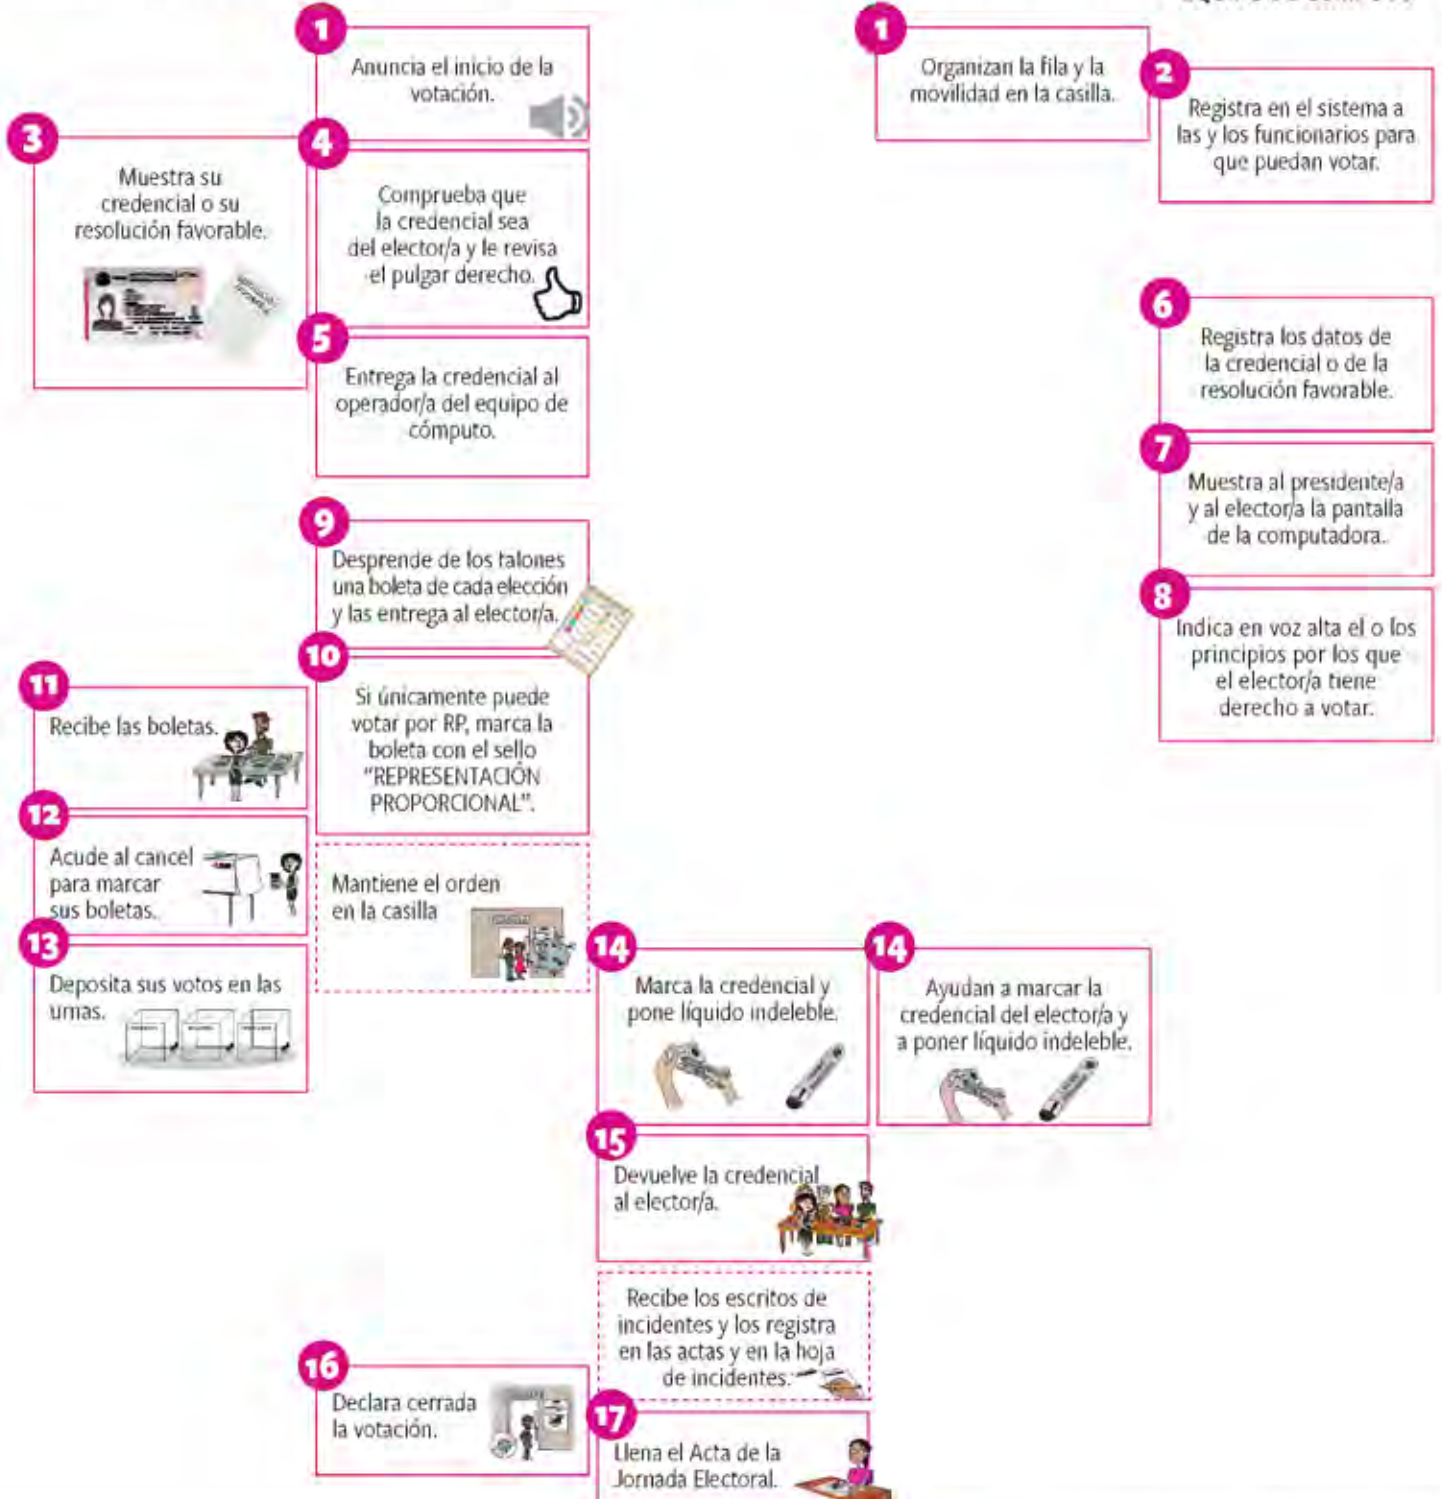 1
Anuncia el inicio de la
votación.
1
Organizan la fila y la
movilidad en la casilla.
2
Registra en el sistema a
las y los funcionarios para
que puedan votar.
3
Muestra su
credencial o su
resolución favorable.
4
Comprueba que
la credencial sea
del elector/a y le revisa
el pulgar derecho.
5
Entrega la credencial al
operador/a del equipo de
cómputo.
6
Registra los datos de
la credencial o de la
resolución favorable.
7
Muestra al presidente/a
y al elector/a la pantalla
de la computadora.
8
Indica en voz alta el o los
principios por los que
el elector/a tiene
derecho a votar.
9
Desprende de los talones
una boleta de cada elección
y las entrega al elector/a.
10
Si únicamente puede
votar por RP, marca la
boleta con el sello
“REPRESENTACIÓN
PROPORCIONAL”.
11
Recibe las boletas.
12
Acude al cancel
para marcar
sus boletas.
Mantiene el orden
en la casilla
13
Deposita sus votos en las
urnas.
14
Marca la credencial y
pone líquido indeleble.
14
Ayudan a marcar la
credencial del elector/a y
a poner líquido indeleble.
15
Devuelve la credencial
al elector/a.
Recibe los escritos de
incidentes y los registra
en las actas y en la hoja
de incidentes.
16
Declara cerrada
la votación.
17
Llena el Acta de la
Jornada Electoral.